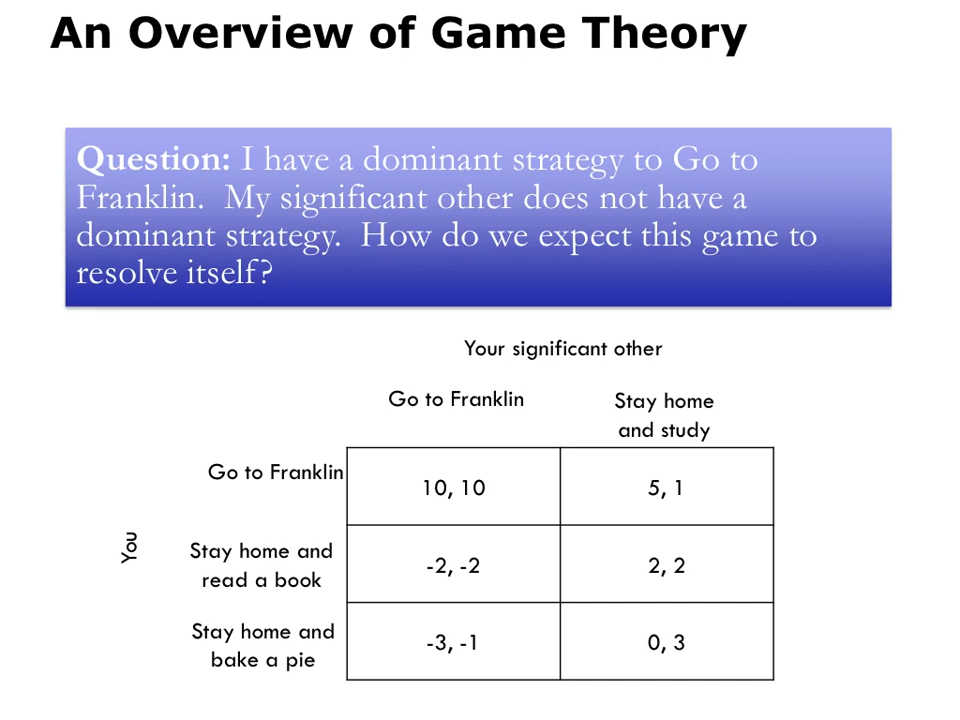 An Overview of Game Theory
Question: I have a dominant strategy to Go to
Franklin. My significant other does not have a
dominant strategy. How do we expect this game to
resolve itself?
Your significant other
Go to Franklin
Stay home
and study
Go to Franklin
10, 10
5, 1
You
Stay home and
read a book
-2, -2
2, 2
Stay home and
bake a pie
-3, -1
0, 3